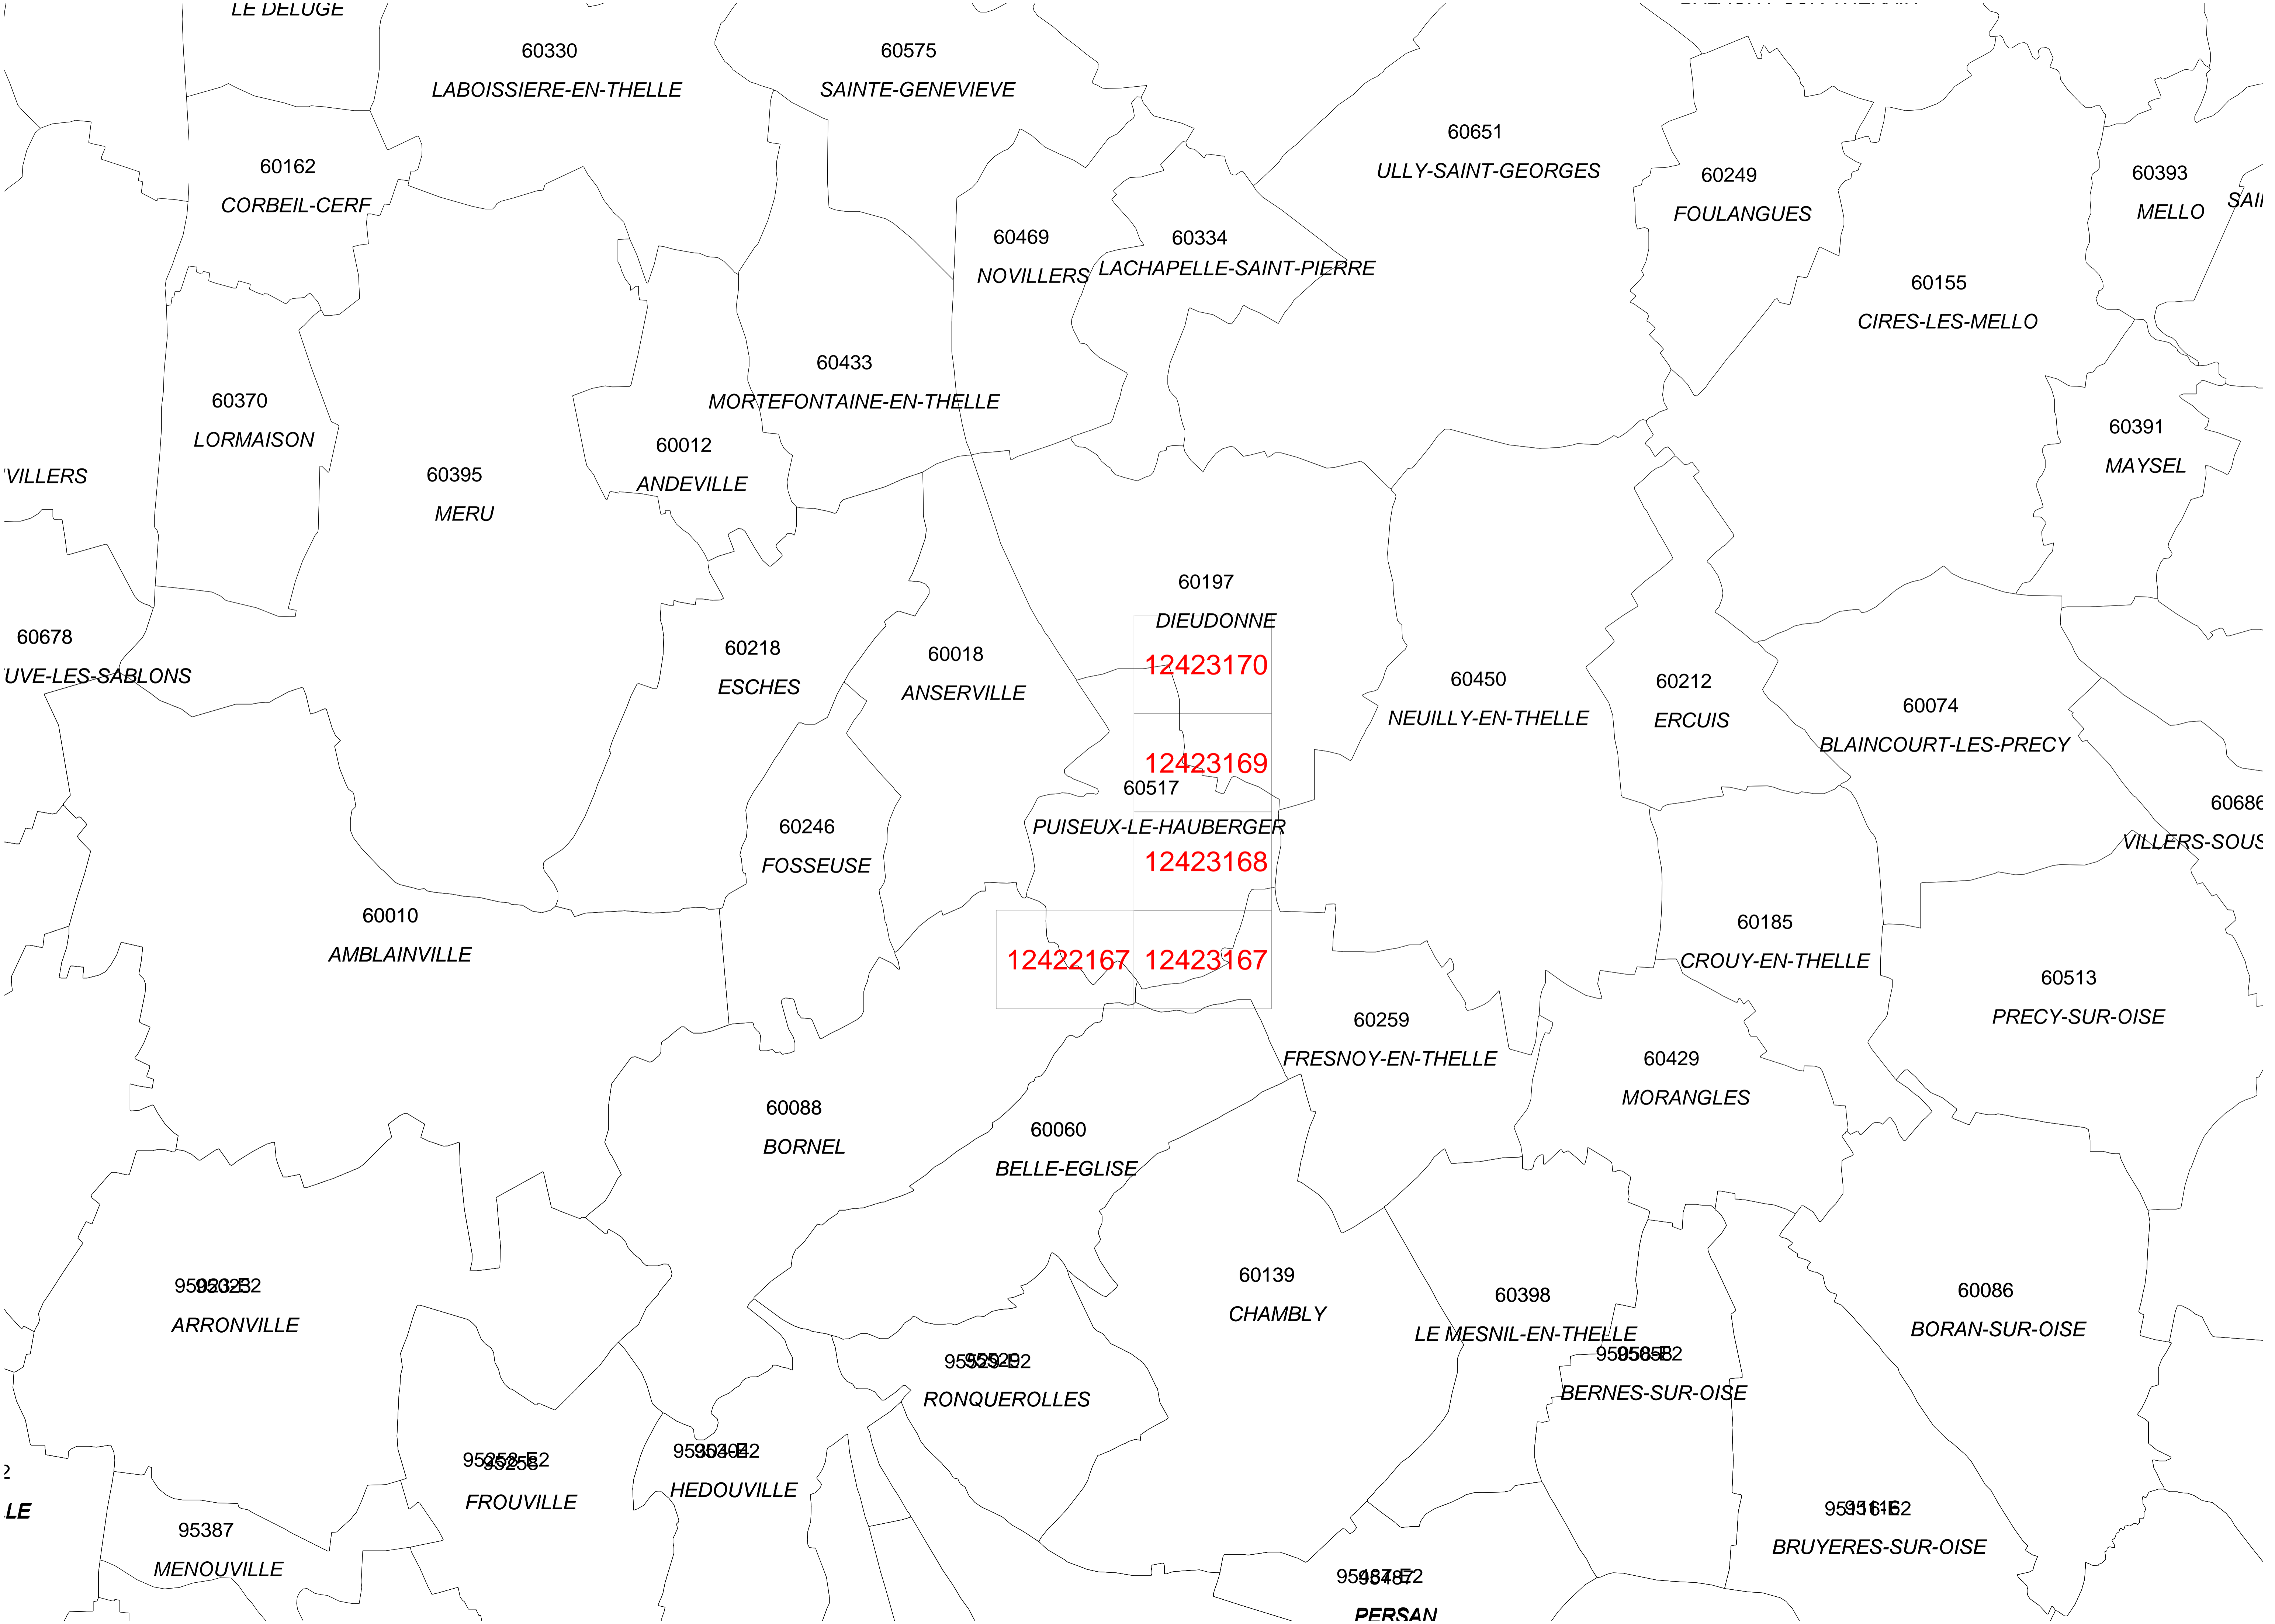 LE DELUGE
60330
LABOISSIERE-EN-THELLE
60575
SAINTE-GENEVIEVE
60651
ULLY-SAINT-GEORGES
60162
CORBEIL-CERF
60249
FOULANGUES
60393
MELLO
SAI
60469
NOVILLERS
60334
LACHAPELLE-SAINT-PIERRE
60155
CIRES-LES-MELLO
60433
MORTEFONTAINE-EN-THELLE
60370
LORMAISON
60012
ANDEVILLE
60391
MAYSEL
VILLERS
60395
MERU
60197
DIEUDONNE
60678
UVE-LES-SABLONS
60218
ESCHES
60018
ANSERVILLE
12423170
60450
NEUILLY-EN-THELLE
60212
ERCUIS
60074
BLAINCOURT-LES-PRECY
12423169
60517
PUISEUX-LE-HAUBERGER
60686
VILLERS-SOUS
60246
FOSSEUSE
12423168
60010
AMBLAINVILLE
60185
CROUY-EN-THELLE
12422167
12423167
60513
PRECY-SUR-OISE
60259
FRESNOY-EN-THELLE
60429
MORANGLES
60088
BORNEL
60060
BELLE-EGLISE
60139
CHAMBLY
60398
LE MESNIL-EN-THELLE
60086
BORAN-SUR-OISE
ARRONVILLE
RONQUEROLLES
BERNES-SUR-OISE
FROUVILLE
HEDOUVILLE
2
LE
95387
MENOUVILLE
BRUYERES-SUR-OISE
PERSAN